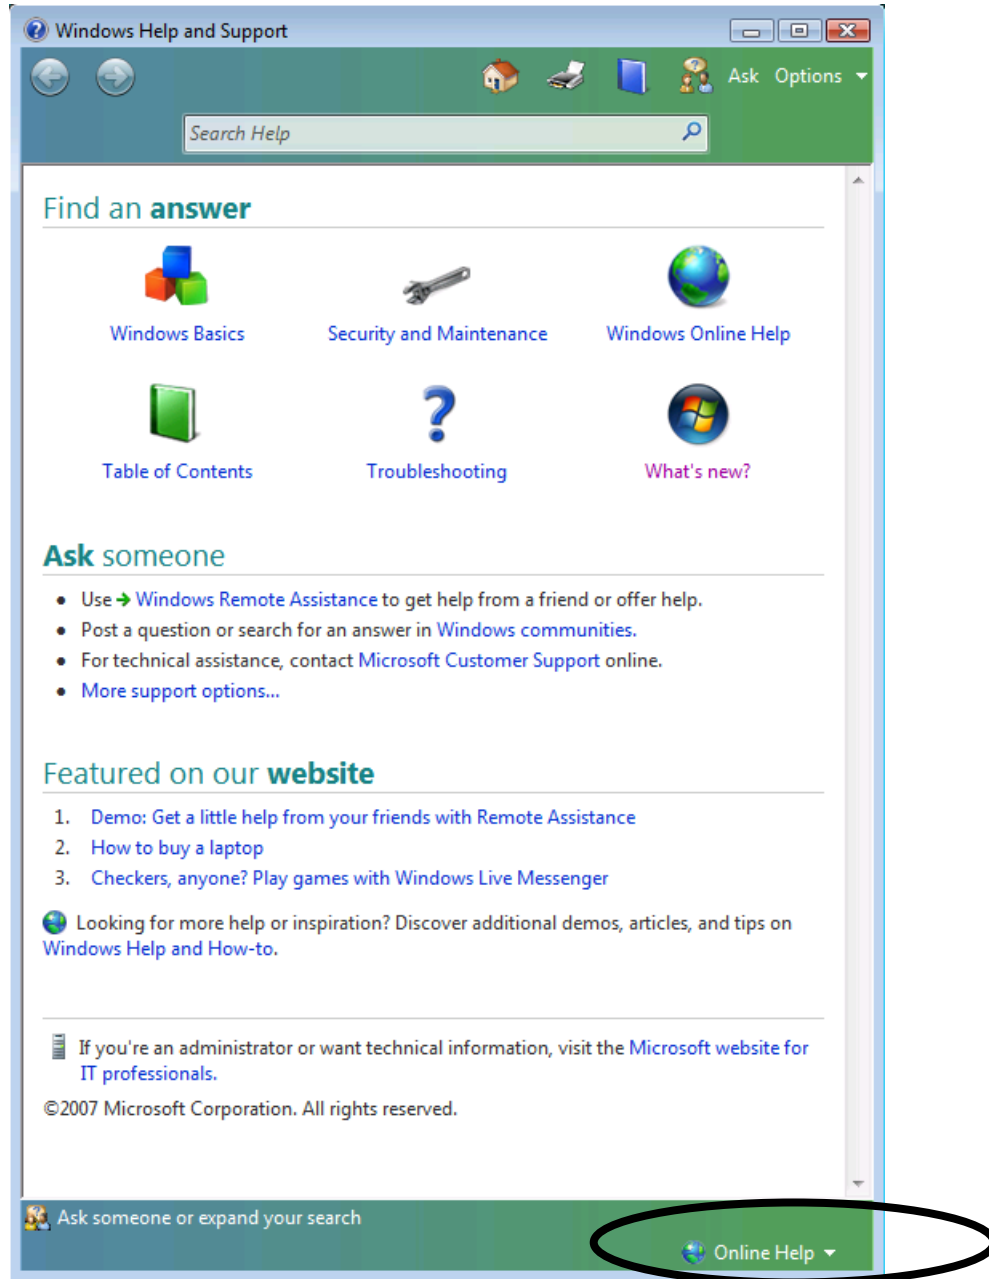 Windows Help and Support
Ask Options
Search Help
Find an answer
Windows Basics
Security and Maintenance
Windows Online Help
Table of Contents
Troubleshooting
What's new?
Ask someone
• Use Windows Remote Assistance to get help from a friend or offer help.
• Post a question or search for an answer in Windows communities.
• For technical assistance, contact Microsoft Customer Support online.
• More support options...
Featured on our website
1. Demo: Get a little help from your friends with Remote Assistance
2. How to buy a laptop
3. Checkers, anyone? Play games with Windows Live Messenger
Looking for more help or inspiration? Discover additional demos, articles, and tips on
Windows Help and How-to.
If you're an administrator or want technical information, visit the Microsoft website for
IT professionals.
©2007 Microsoft Corporation. All rights reserved.
Ask someone or expand your search
Online Help